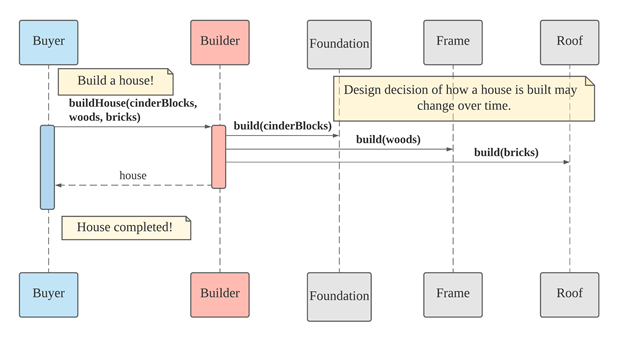 Buyer
Builder
Foundation
Frame
Roof
Build a house!
Design decision of how a house is built may
change over time.
buildHouse(cinderBlocks,
woods, bricks)
build(cinderBlocks)
build(woods)
build(bricks)
house
House completed!
Buyer
Builder
Foundation
Frame
Roof